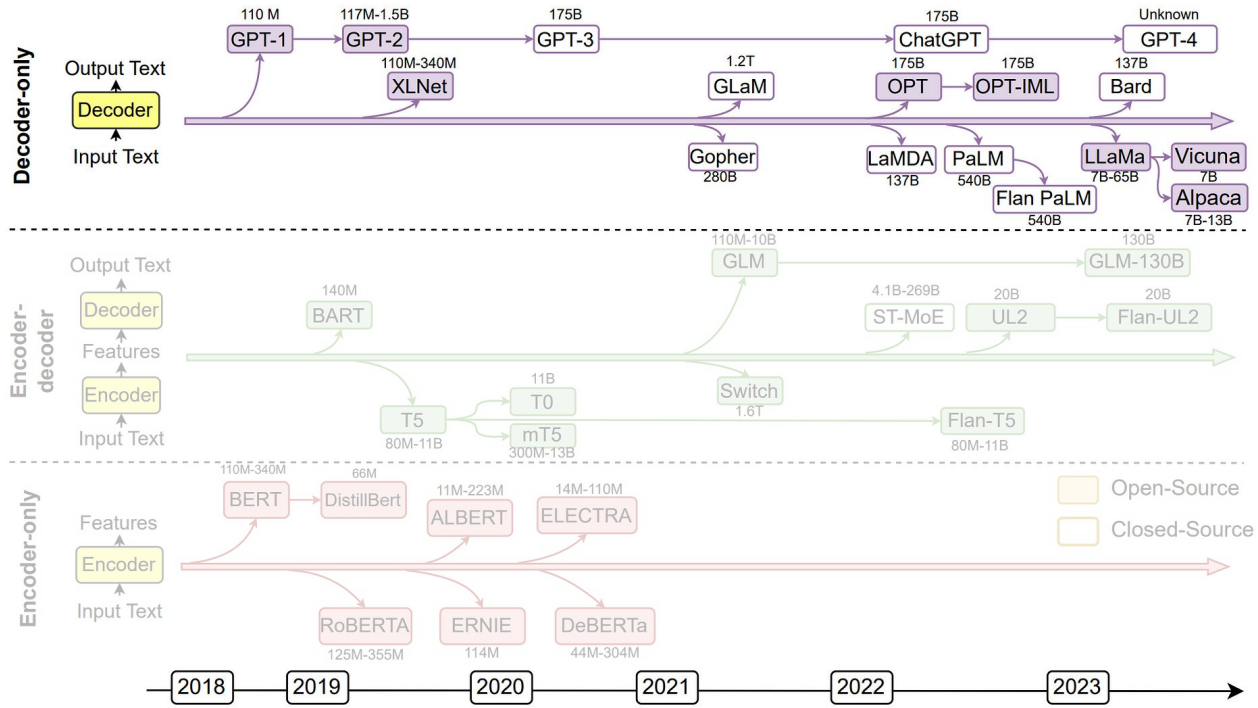 Decoder-only
Output Text
Decoder
Input Text
110 M
GPT-1
117M-1.5B
GPT-2
175B
GPT-3
175B
ChatGPT
Unknown
GPT-4
110M-340M
XLNet
1.2T
GLaM
175B
OPT
175B
OPT-IML
137B
Bard
Gopher
280B
LaMDA
137B
PaLM
540B
Flan PaLM
540B
LLaMa
7B-65B
Vicuna
7B
Alpaca
7B-13B
Encoder-
decoder
Output Text
Decoder
Features
Encoder
Input Text
140M
BART
110M-10B
GLM
130B
GLM-130B
4.1B-269B
ST-MoE
20B
UL2
20B
Flan-UL2
T5
80M-11B
11B
T0
mT5
300M-13B
Switch
1.6T
Flan-T5
80M-11B
Encoder-only
Features
Encoder
Input Text
110M-340M
BERT
66M
DistillBert
11M-223M
ALBERT
14M-110M
ELECTRA
RoBERTA
125M-355M
ERNIE
114M
DeBERTa
44M-304M
Open-Source
Closed-Source
2018
2019
2020
2021
2022
2023